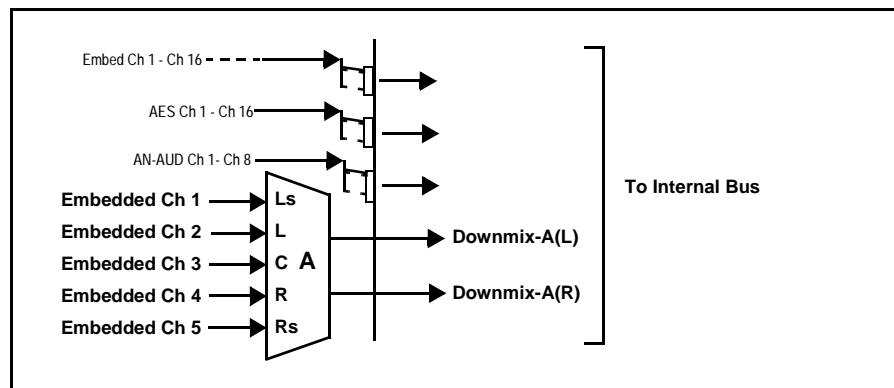 Embed Ch 1 - Ch 16
AES Ch 1 - Ch 16
AN-AUD Ch 1- Ch 8
To Internal Bus
Embedded Ch 1 Ls
Embedded Ch 2 L
Downmix-A(L)
Embedded Ch 3 C A
Embedded Ch 4 R
Downmix-A(R)
Embedded Ch 5 Rs